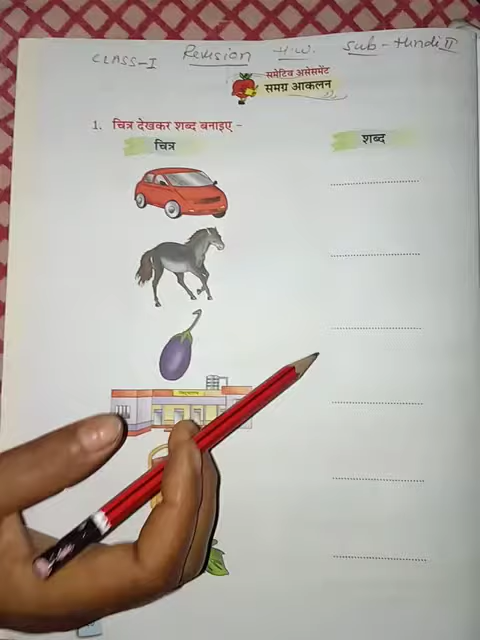 CLASS-I Revision H.W. Sub-Hindi II
समेटिव असेसमेंट
समग्र आकलन
1. चित्र देखकर शब्द बनाइए -
चित्र शब्द